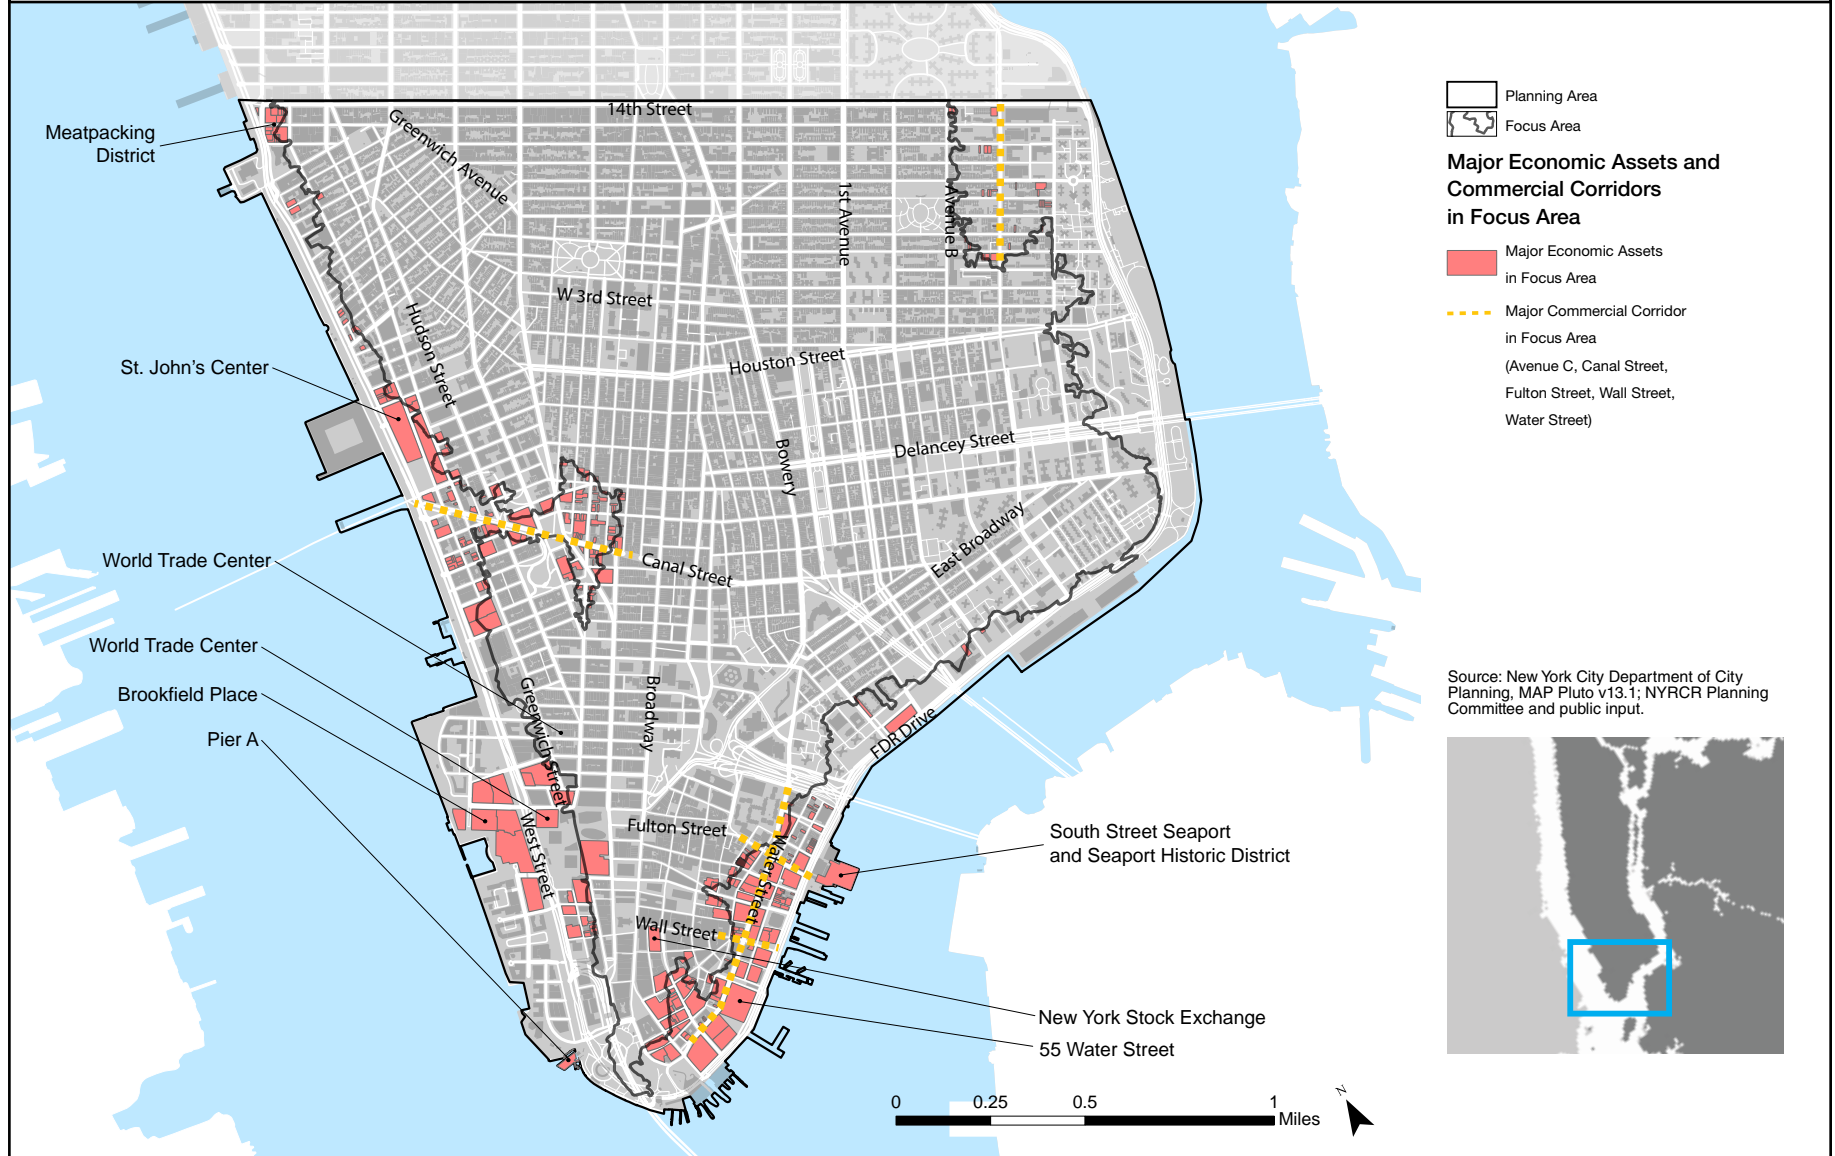 14th Street
Greenwich Avenue
1st Avenue
Avenue B
Meatpacking
District
W 3rd Street
Hudson Street
Houston Street
St. John's Center
Bowery
Delancey Street
East Broadway
Canal Street
World Trade Center
World Trade Center
Brookfield Place
Pier A
Greenwich Street
Broadway
FDR Drive
West Street
Fulton Street
Water Street
Wall Street
South Street Seaport
and Seaport Historic District
New York Stock Exchange
55 Water Street
0 0.25 0.5 1
Miles
N
Planning Area
Focus Area
Major Economic Assets and
Commercial Corridors
in Focus Area
Major Economic Assets
in Focus Area
Major Commercial Corridor
in Focus Area
(Avenue C, Canal Street,
Fulton Street, Wall Street,
Water Street)
Source: New York City Department of City
Planning, MAP Pluto v13.1; NYRCR Planning
Committee and public input.